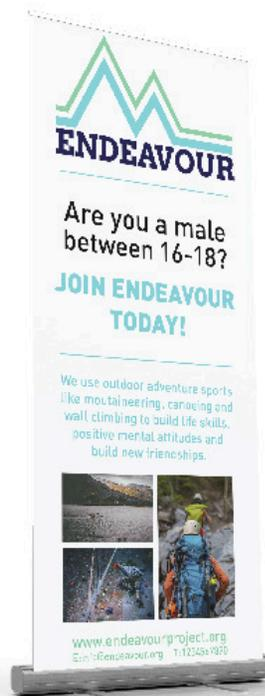 ENDEAVOUR
Are you a male
between 16-18?
JOIN ENDEAVOUR
TODAY!
We use outdoor adventure sports
like moutaineering, canoeing and
wall climbing to build life skills,
positive mental attitudes and
build new friendships.
www.endeavourproject.org